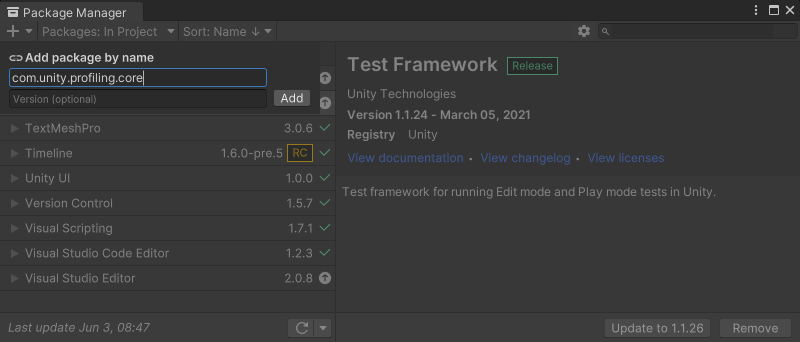 Package Manager
Packages: In Project
Sort: Name ↓
Add package by name
com.unity.profiling.core
Version (optional)
Add
TextMeshPro 3.0.6
Timeline 1.6.0-pre.5 RC
Unity UI 1.0.0
Version Control 1.5.7
Visual Scripting 1.7.1
Visual Studio Code Editor 1.2.3
Visual Studio Editor 2.0.8
Last update Jun 3, 08:47
Test Framework Release
Unity Technologies
Version 1.1.24 - March 05, 2021
Registry Unity
View documentation • View changelog • View licenses
Test framework for running Edit mode and Play mode tests in Unity.
Update to 1.1.26
Remove